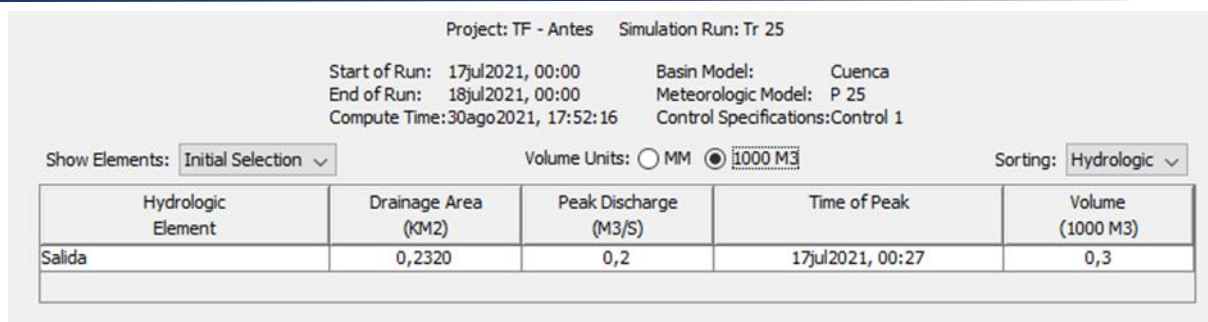 Project: TF - Antes Simulation Run: Tr 25
Start of Run: 17jul2021, 00:00 Basin Model: Cuenca
End of Run: 18jul2021, 00:00 Meteorologic Model: P 25
Compute Time:30ago2021, 17:52:16 Control Specifications:Control 1
Show Elements: Initial Selection Volume Units: MM 1000 M3 Sorting: Hydrologic
Hydrologic Drainage Area Peak Discharge Time of Peak Volume
Element (KM2) (M3/S) (1000 M3)
Salida 0,2320 0,2 17jul2021, 00:27 0,3